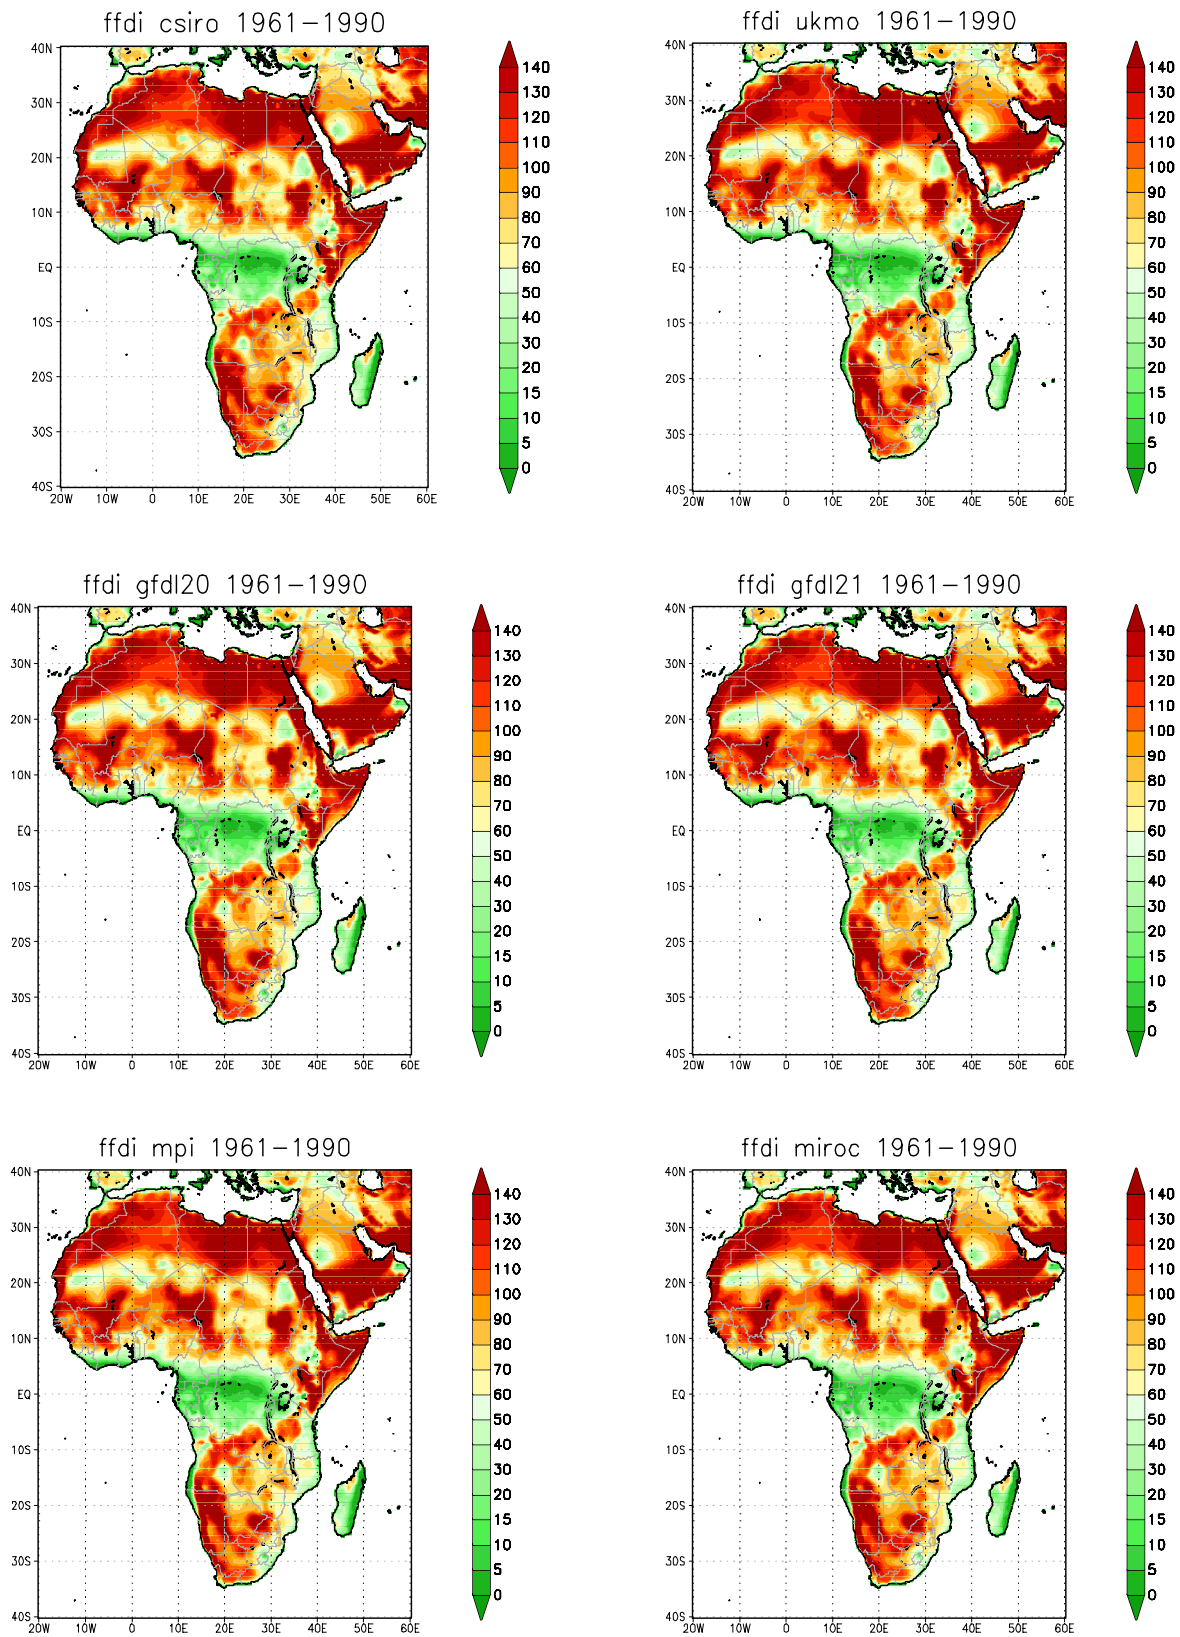 ffdi csiro 1961-1990
40N
30N
20N
10N
EQ
10S
20S
30S
40S
20W 10W 0 10E 20E 30E 40E 50E 60E
140
130
120
110
100
90
80
70
60
50
40
30
20
15
10
5
0
ffdi ukmo 1961-1990
40N
30N
20N
10N
EQ
10S
20S
30S
40S
20W 10W 0 10E 20E 30E 40E 50E 60E
140
130
120
110
100
90
80
70
60
50
40
30
20
15
10
5
0
ffdi gfdl20 1961-1990
40N
30N
20N
10N
EQ
10S
20S
30S
40S
20W 10W 0 10E 20E 30E 40E 50E 60E
140
130
120
110
100
90
80
70
60
50
40
30
20
15
10
5
0
ffdi gfdl21 1961-1990
40N
30N
20N
10N
EQ
10S
20S
30S
40S
20W 10W 0 10E 20E 30E 40E 50E 60E
140
130
120
110
100
90
80
70
60
50
40
30
20
15
10
5
0
ffdi mpi 1961-1990
40N
30N
20N
10N
EQ
10S
20S
30S
40S
20W 10W 0 10E 20E 30E 40E 50E 60E
140
130
120
110
100
90
80
70
60
50
40
30
20
15
10
5
0
ffdi miroc 1961-1990
40N
30N
20N
10N
EQ
10S
20S
30S
40S
20W 10W 0 10E 20E 30E 40E 50E 60E
140
130
120
110
100
90
80
70
60
50
40
30
20
15
10
5
0